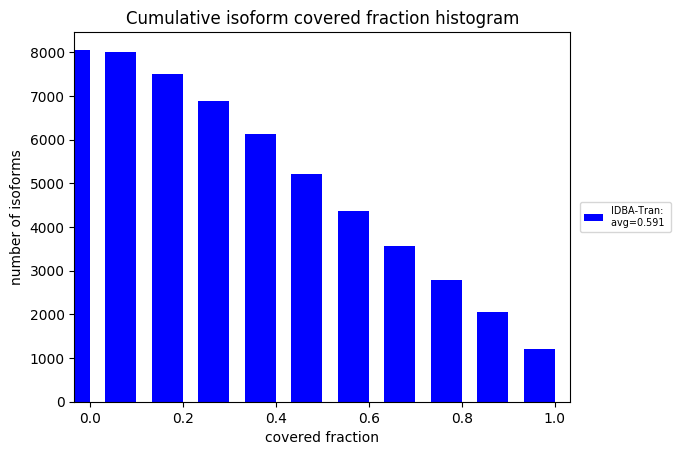 Cumulative isoform covered fraction histogram
number of isoforms
8000
7000
6000
5000
4000
3000
2000
1000
0
0.0 0.2 0.4 0.6 0.8 1.0
covered fraction
IDBA-Tran:
avg=0.591